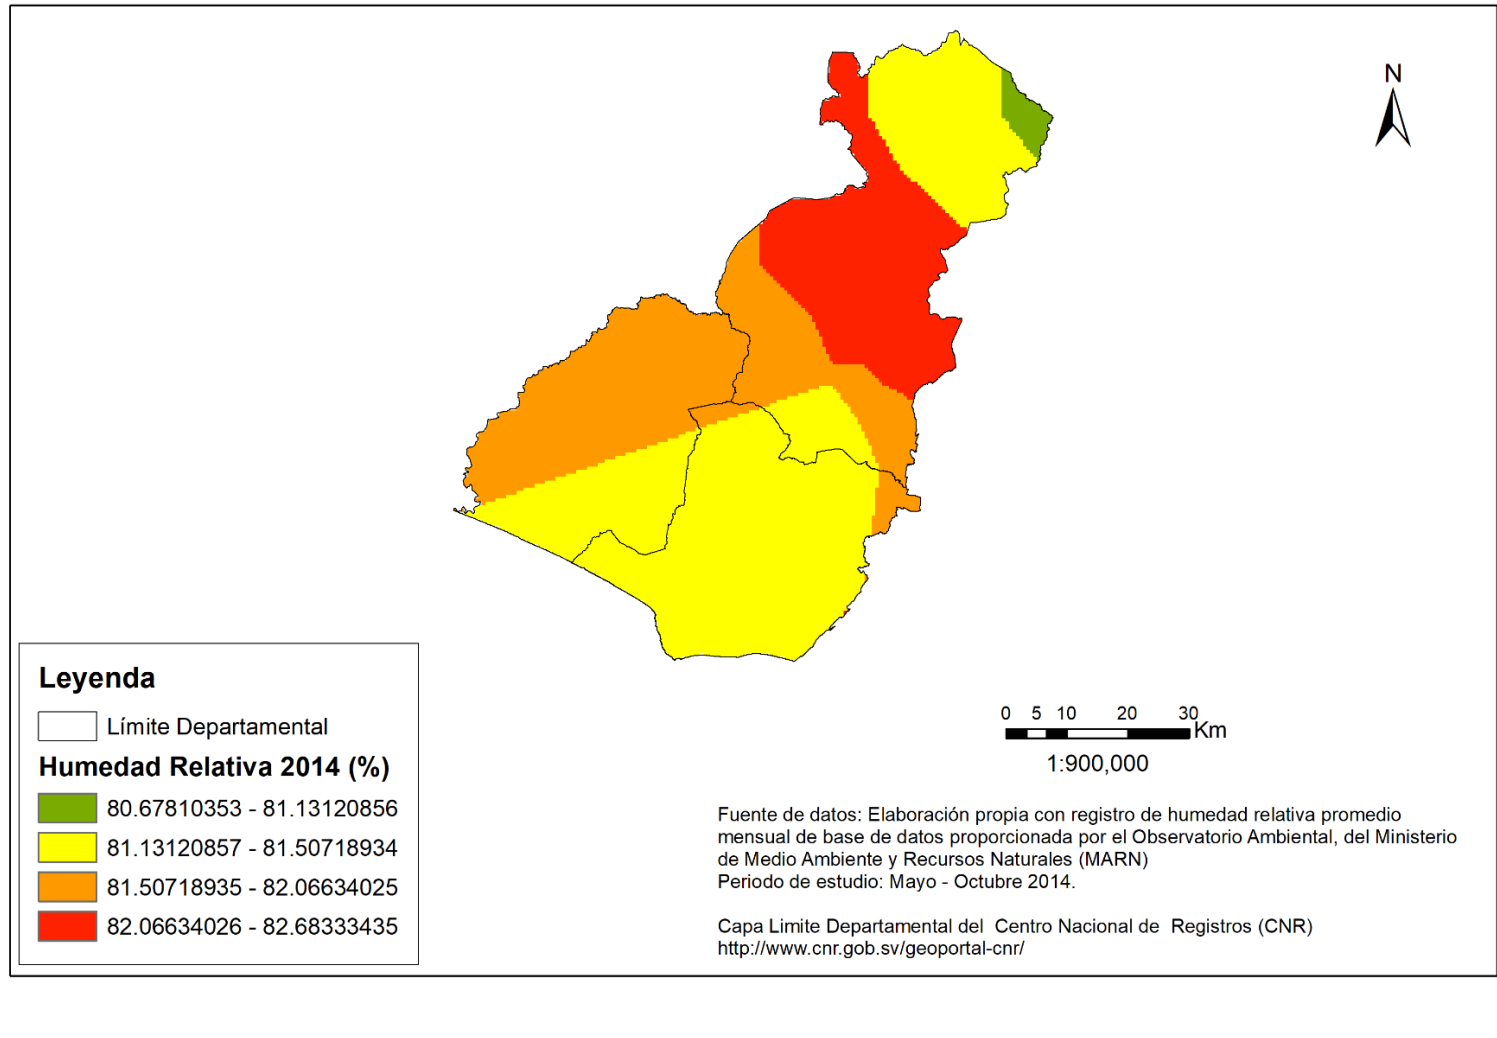 N
Leyenda
Límite Departamental
Humedad Relativa 2014 (%)
80.67810353 - 81.13120856
81.13120857 - 81.50718934
81.50718935 - 82.06634025
82.06634026 - 82.68333435
0 5 10 20 30
Km
1:900,000
Fuente de datos: Elaboración propia con registro de humedad relativa promedio
mensual de base de datos proporcionada por el Observatorio Ambiental, del Ministerio
de Medio Ambiente y Recursos Naturales (MARN)
Periodo de estudio: Mayo - Octubre 2014.
Capa Limite Departamental del Centro Nacional de Registros (CNR)
http://www.cnr.gob.sv/geoportal-cnr/